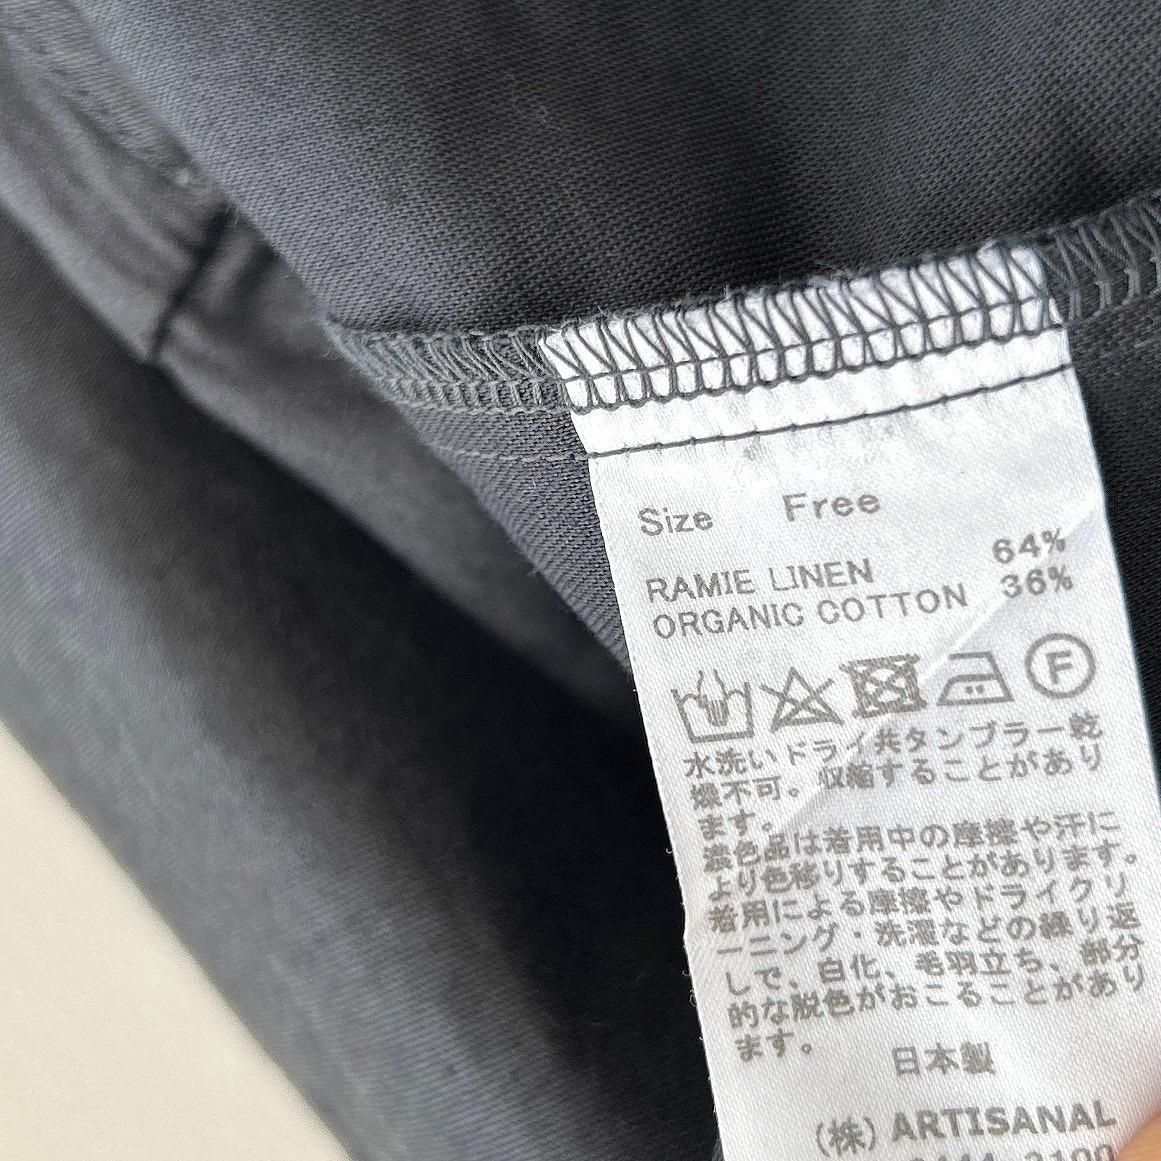 Size Free
RAMIE LINEN 64%
ORGANIC COTTON 36%
F
水洗いドライ共タンブラー乾
燥不可。収縮することがあり
ます。
濃色品は着用中の摩擦や汗に
より色移りすることがあります。
着用による摩擦やドライクリ
ーニング・洗濯などの繰り返
しで、白化、毛羽立ち、部分
的な脱色がおこることがあり
ます。
日本製
(株) ARTISANAL